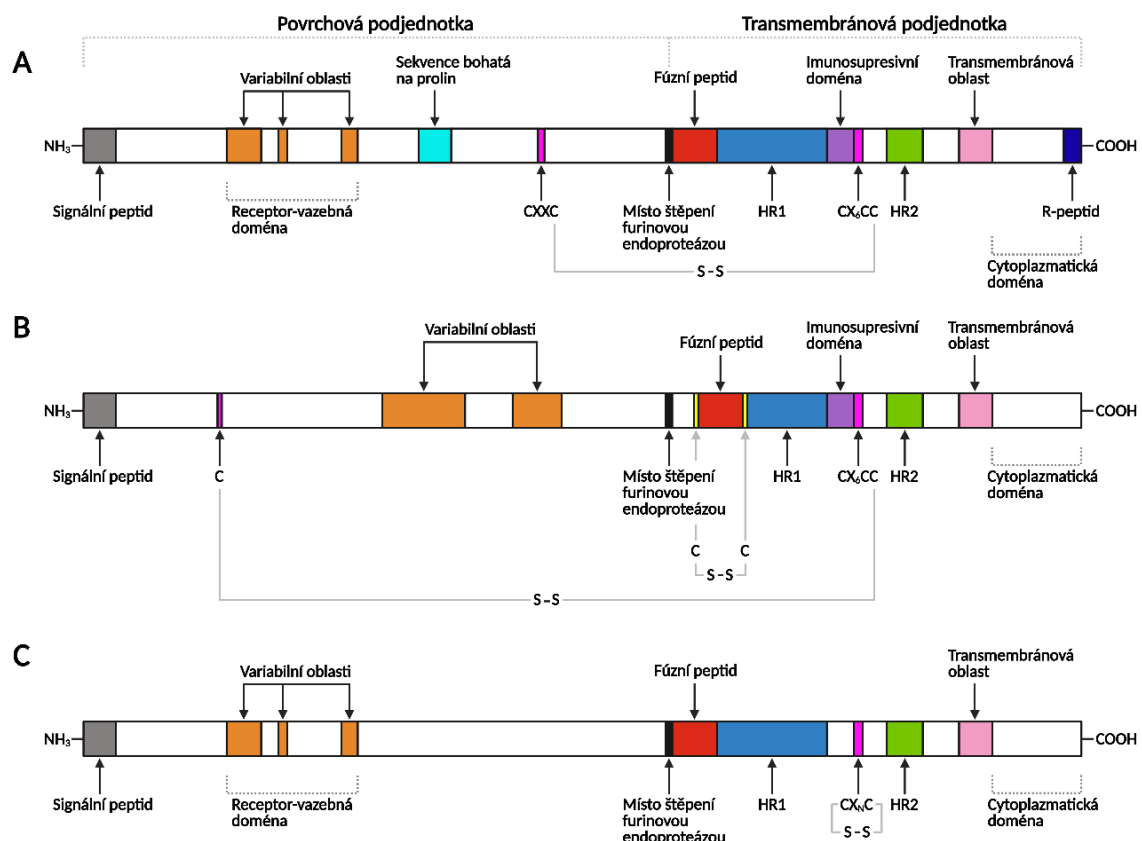 Povrchová podjednotka
Transmembránová podjednotka
A
Variabilní oblasti
Sekvence bohatá
na prolin
Fúzní peptid
Imunosupresivní
doména
Transmembránová
oblast
NH₃
COOH
Signální peptid
Receptor-vazebná
doména
CXXC
Místo štěpení
furinovou
endoproteázou
HR1
CX₆CC
HR2
R-peptid
S-S
Cytoplazmatická
doména
B
Variabilní oblasti
Fúzní peptid
Imunosupresivní
doména
Transmembránová
oblast
NH₃
COOH
Signální peptid
C
Místo štěpení
furinovou
endoproteázou
HR1
CX₆CC
HR2
Cytoplazmatická
doména
C
C
S-S
S-S
C
Variabilní oblasti
Fúzní peptid
Transmembránová
oblast
NH₃
COOH
Signální peptid
Receptor-vazebná
doména
Místo štěpení
furinovou
endoproteázou
HR1
CX_NC
S-S
HR2
Cytoplazmatická
doména